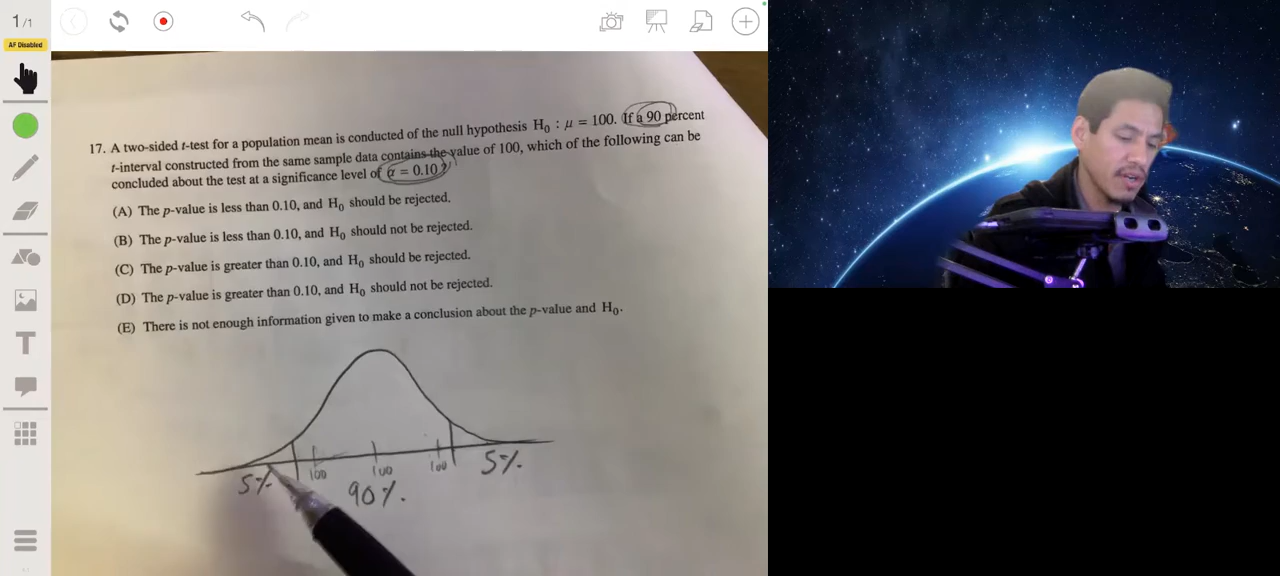 1/1
AF Disabled
17. A two-sided t-test for a population mean is conducted of the null hypothesis H₀ : μ = 100. If a 90 percent
t-interval constructed from the same sample data contains the value of 100, which of the following can be
concluded about the test at a significance level of α = 0.10?
(A) The p-value is less than 0.10, and H₀ should be rejected.
(B) The p-value is less than 0.10, and H₀ should not be rejected.
(C) The p-value is greater than 0.10, and H₀ should be rejected.
(D) The p-value is greater than 0.10, and H₀ should not be rejected.
(E) There is not enough information given to make a conclusion about the p-value and H₀.
100 100 100
5% 90%. 5%.
T